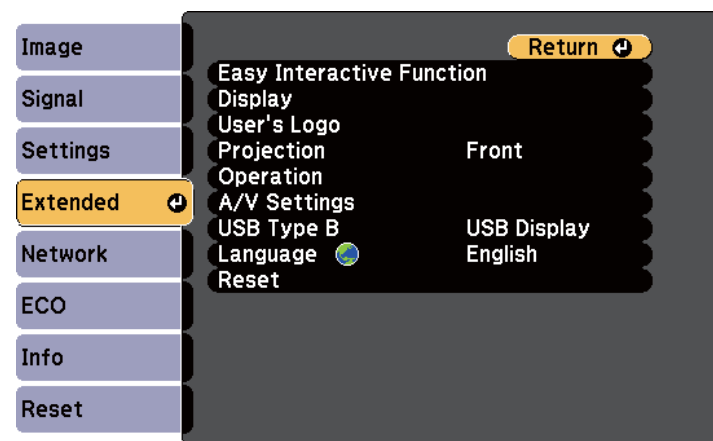 Image
Signal
Settings
Extended
Network
ECO
Info
Reset
Return
Easy Interactive Function
Display
User's Logo
Projection Front
Operation
A/V Settings
USB Type B USB Display
Language English
Reset